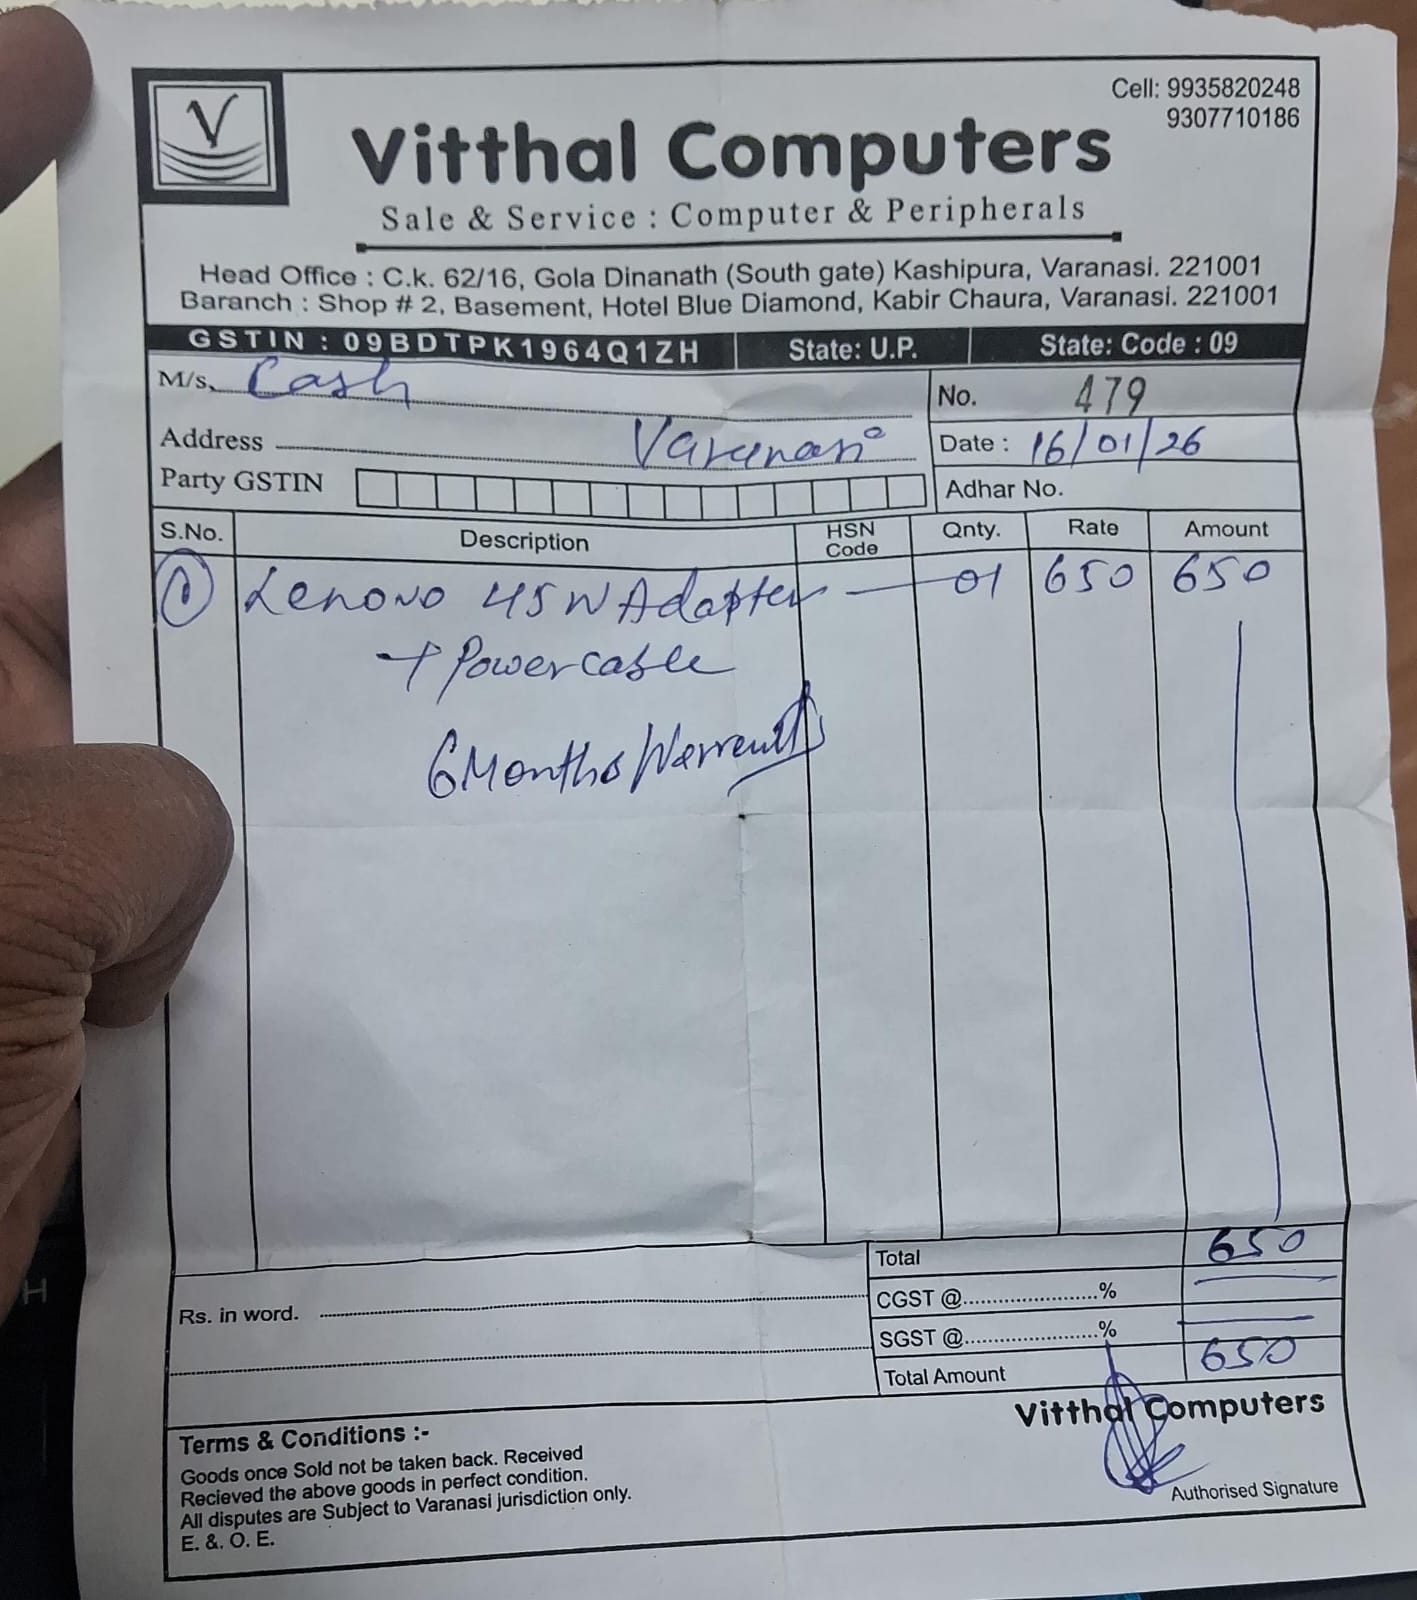 V
Cell: 9935820248
9307710186
Vitthal Computers
Sale & Service : Computer & Peripherals
Head Office : C.k. 62/16, Gola Dinanath (South gate) Kashipura, Varanasi. 221001
Baranch : Shop # 2, Basement, Hotel Blue Diamond, Kabir Chaura, Varanasi. 221001
GSTIN : 09BDTPK1964Q1ZH State: U.P. State: Code : 09
M/s. Cash
No. 479
Address Varanasi
Date : 16/01/26
Party GSTIN
Adhar No.
S.No. Description HSN Code Qnty. Rate Amount
① Lenovo 45W Adapter — 01 650 650
+ Power cable
6 Months Warrenty
Total 650
Rs. in word.
CGST @......................% —
SGST @......................% —
Total Amount 650
Vitthal Computers
Terms & Conditions :-
Goods once Sold not be taken back. Received
Recieved the above goods in perfect condition.
All disputes are Subject to Varanasi jurisdiction only.
E. &. O. E.
Authorised Signature
H